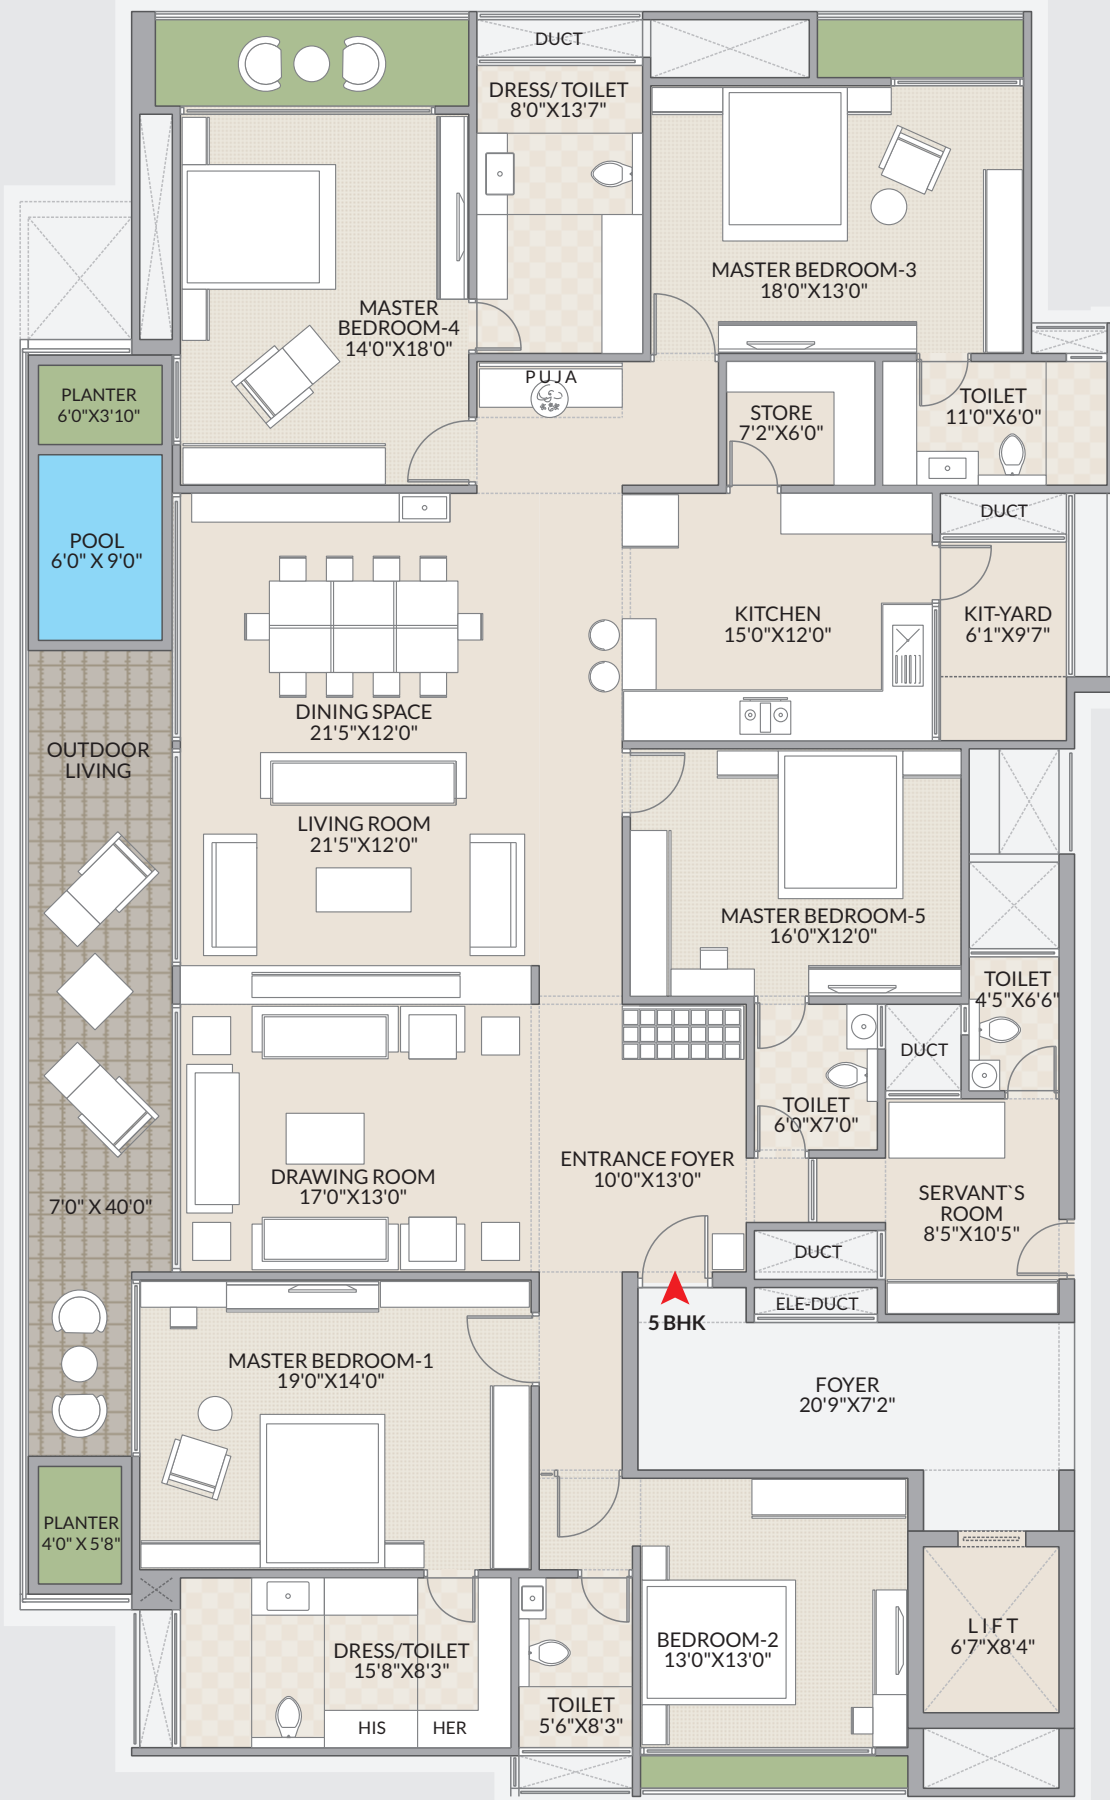 DUCT
DRESS/ TOILET
8'0"X13'7"
MASTER BEDROOM-3
18'0"X13'0"
MASTER
BEDROOM-4
14'0"X18'0"
PUJA
PLANTER
6'0"X3'10"
STORE
7'2"X6'0"
TOILET
11'0"X6'0"
DUCT
POOL
6'0" X 9'0"
KITCHEN
15'0"X12'0"
KIT-YARD
6'1"X9'7"
DINING SPACE
21'5"X12'0"
OUTDOOR
LIVING
LIVING ROOM
21'5"X12'0"
MASTER BEDROOM-5
16'0"X12'0"
TOILET
4'5"X6'6"
DUCT
TOILET
6'0"X7'0"
DRAWING ROOM
17'0"X13'0"
ENTRANCE FOYER
10'0"X13'0"
7'0" X 40'0"
SERVANT`S
ROOM
8'5"X10'5"
DUCT
ELE-DUCT
5 BHK
MASTER BEDROOM-1
19'0"X14'0"
FOYER
20'9"X7'2"
PLANTER
4'0" X 5'8"
DRESS/TOILET
15'8"X8'3"
HIS
HER
TOILET
5'6"X8'3"
BEDROOM-2
13'0"X13'0"
LIFT
6'7"X8'4"